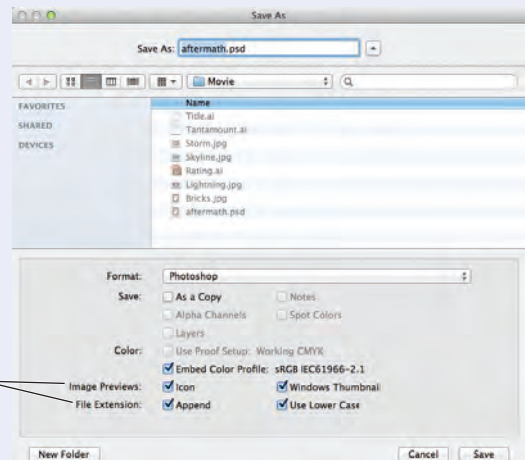 Save As
Save As: aftermath.psd
Movie
FAVORITES
SHARED
DEVICES
Name
Title.ai
Tantamount.ai
Storm.jpg
Skyline.jpg
Rating.ai
Lightning.jpg
Bricks.jpg
aftermath.psd
Format: Photoshop
Save: As a Copy Notes
Alpha Channels Spot Colors
Layers
Color: Use Proof Setup: Working CMYK
Embed Color Profile: sRGB IEC61966-2.1
Image Previews: Icon Windows Thumbnail
File Extension: Append Use Lower Case
New Folder Cancel Save